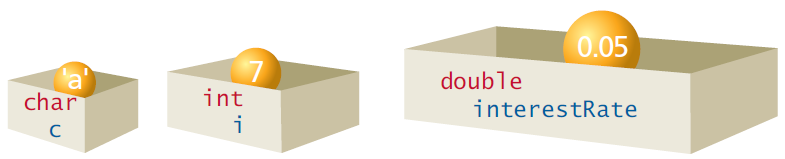 'a'
char
c
7
int
i
0.05
double
interestRate